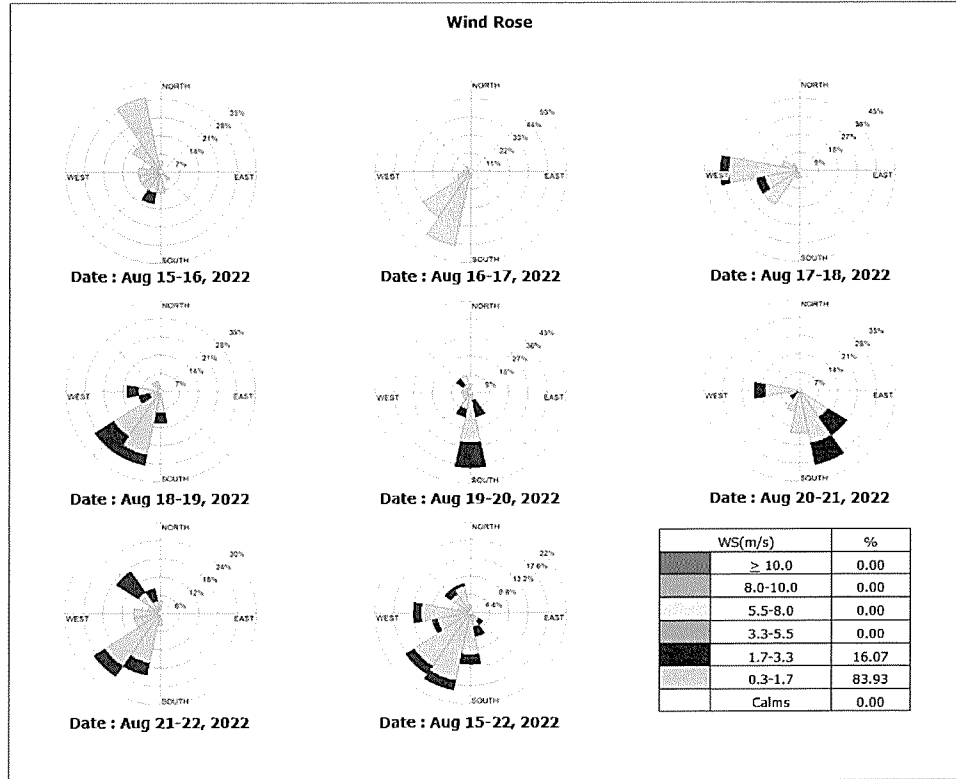 Wind Rose
NORTH
35%
28%
21%
14%
7%
WEST
EAST
SOUTH
Date : Aug 15-16, 2022
NORTH
55%
44%
33%
22%
11%
WEST
EAST
SOUTH
Date : Aug 16-17, 2022
NORTH
45%
36%
27%
18%
9%
WEST
EAST
SOUTH
Date : Aug 17-18, 2022
NORTH
35%
28%
21%
14%
7%
WEST
EAST
SOUTH
Date : Aug 18-19, 2022
NORTH
45%
36%
27%
18%
9%
WEST
EAST
SOUTH
Date : Aug 19-20, 2022
NORTH
35%
28%
21%
14%
7%
WEST
EAST
SOUTH
Date : Aug 20-21, 2022
NORTH
30%
24%
18%
12%
6%
WEST
EAST
SOUTH
Date : Aug 21-22, 2022
NORTH
22%
17.6%
13.2%
8.8%
4.4%
WEST
EAST
SOUTH
Date : Aug 15-22, 2022
WS(m/s) %
≥ 10.0 0.00
8.0-10.0 0.00
5.5-8.0 0.00
3.3-5.5 0.00
1.7-3.3 16.07
0.3-1.7 83.93
Calms 0.00